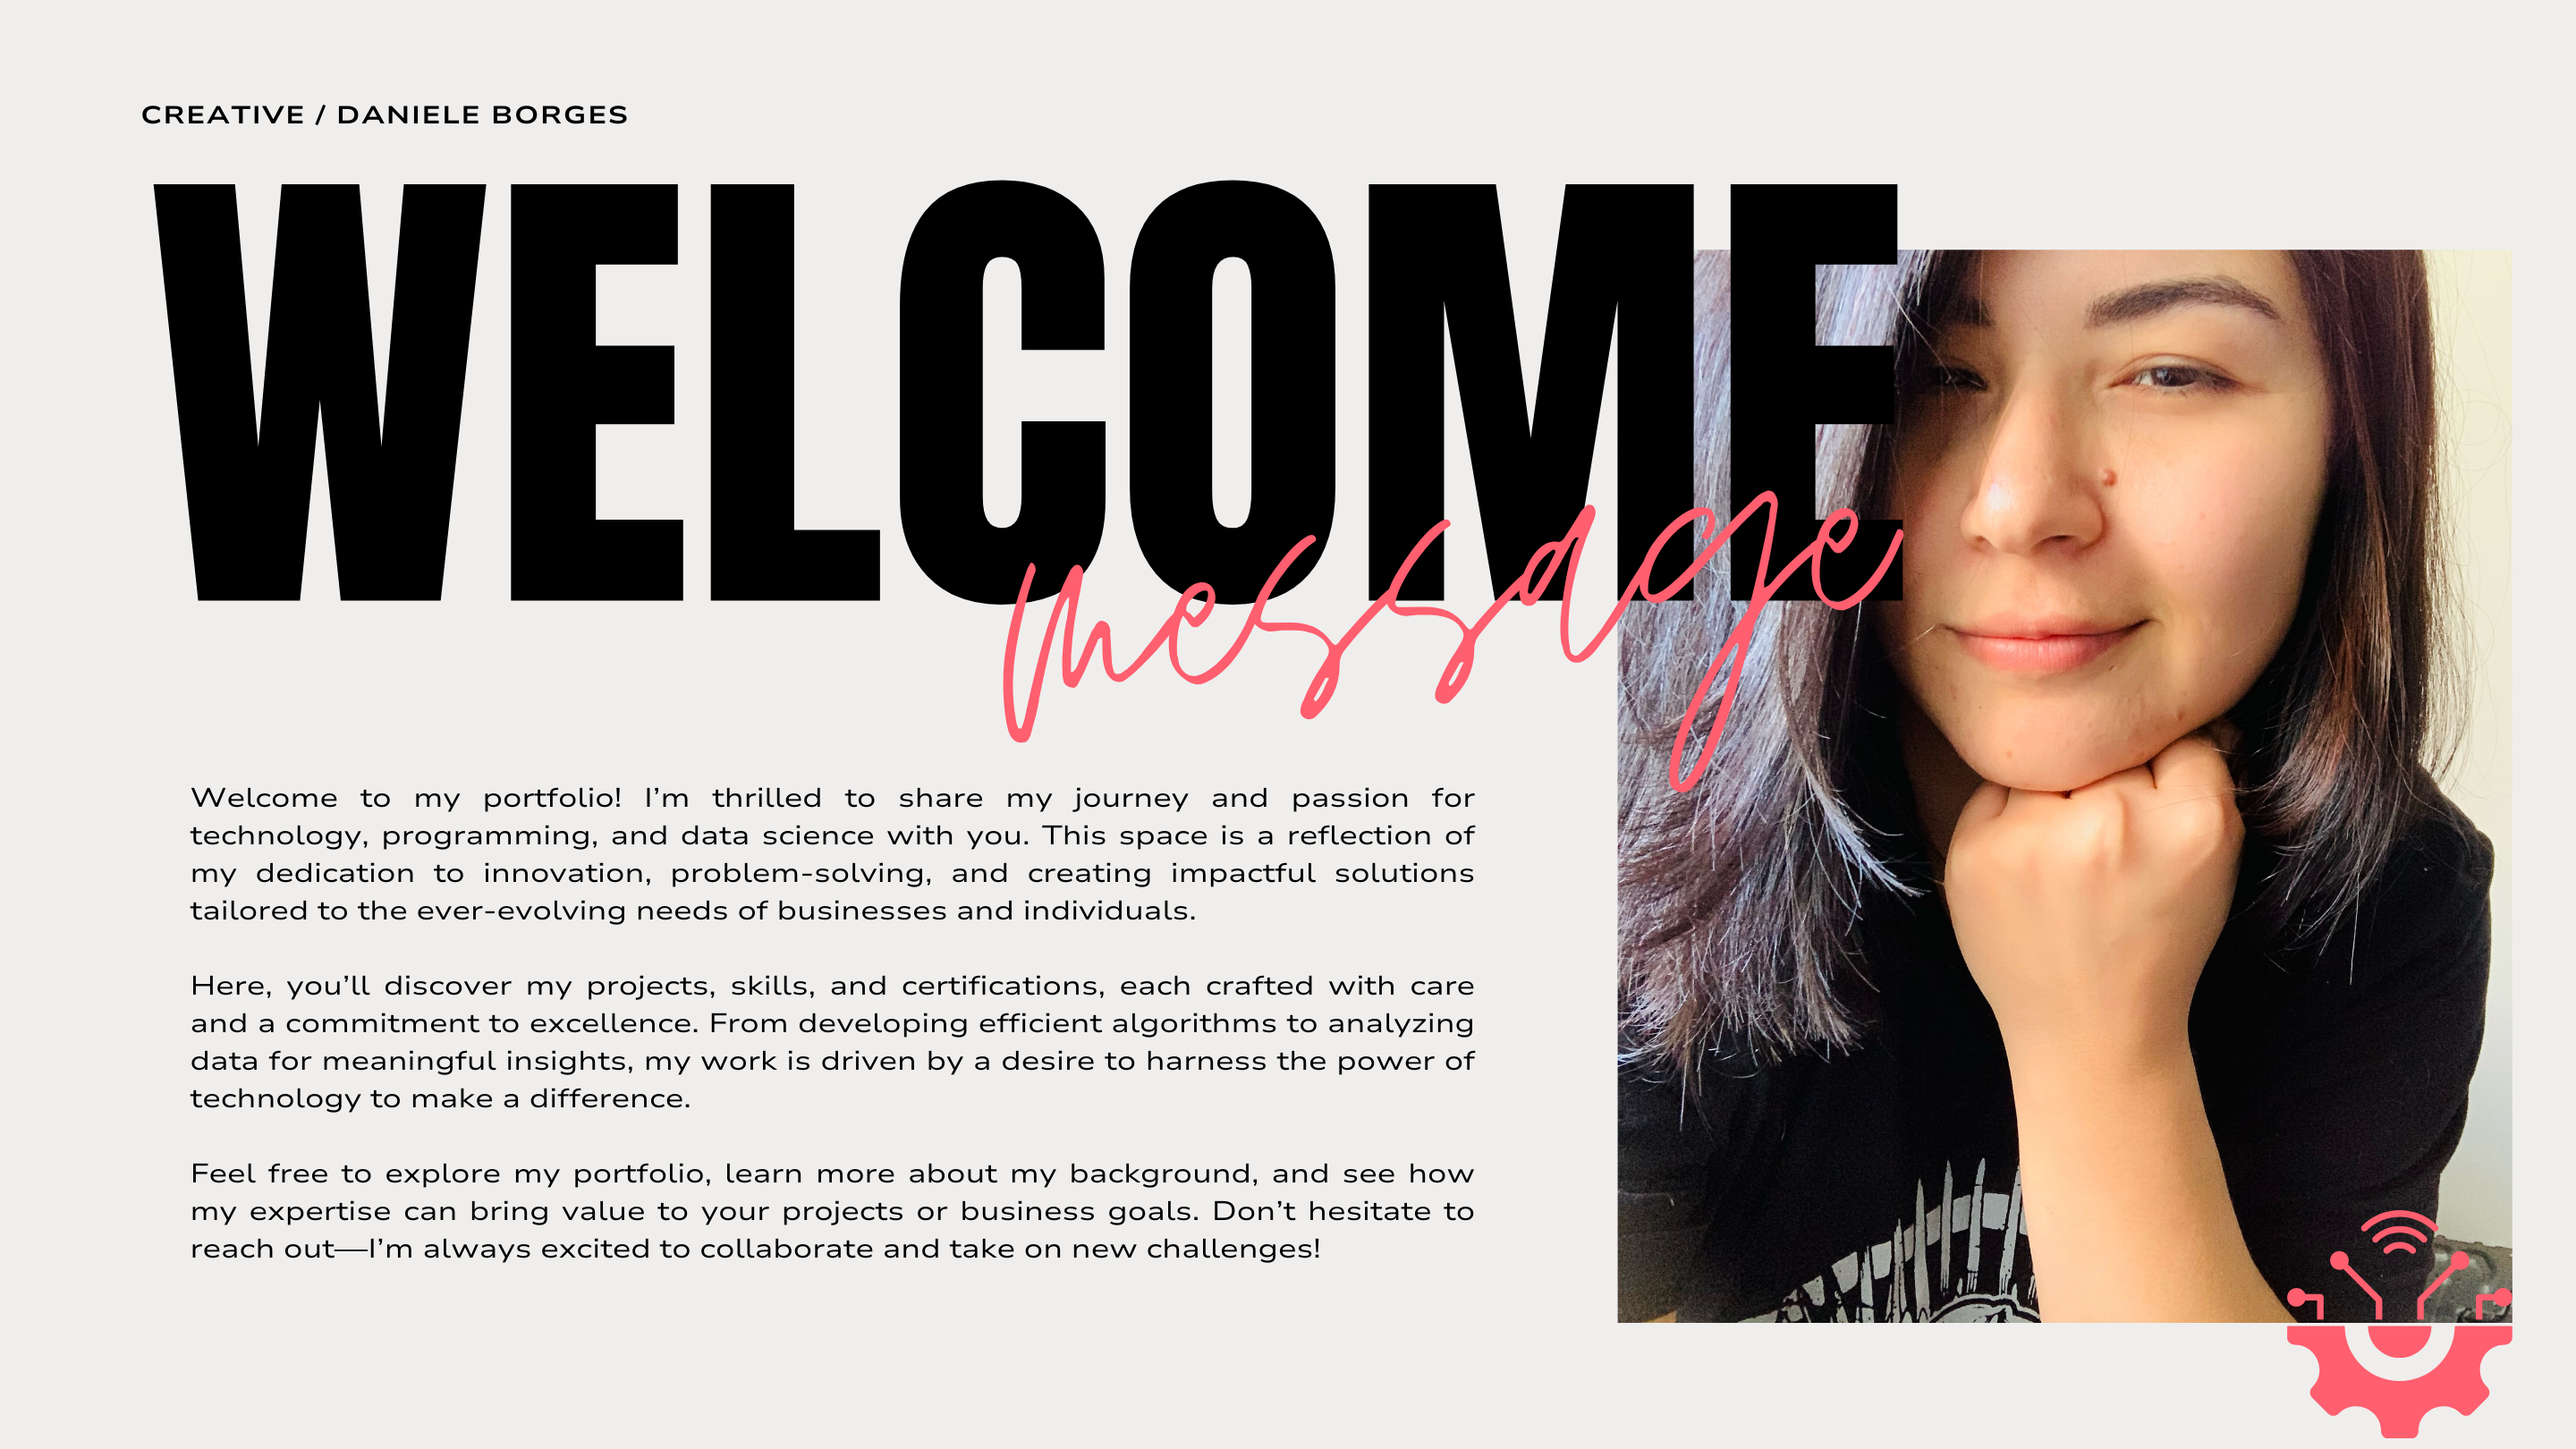 CREATIVE / DANIELE BORGES
WELCOME
message
Welcome to my portfolio! I’m thrilled to share my journey and passion for
technology, programming, and data science with you. This space is a reflection of
my dedication to innovation, problem-solving, and creating impactful solutions
tailored to the ever-evolving needs of businesses and individuals.
Here, you’ll discover my projects, skills, and certifications, each crafted with care
and a commitment to excellence. From developing efficient algorithms to analyzing
data for meaningful insights, my work is driven by a desire to harness the power of
technology to make a difference.
Feel free to explore my portfolio, learn more about my background, and see how
my expertise can bring value to your projects or business goals. Don’t hesitate to
reach out—I’m always excited to collaborate and take on new challenges!